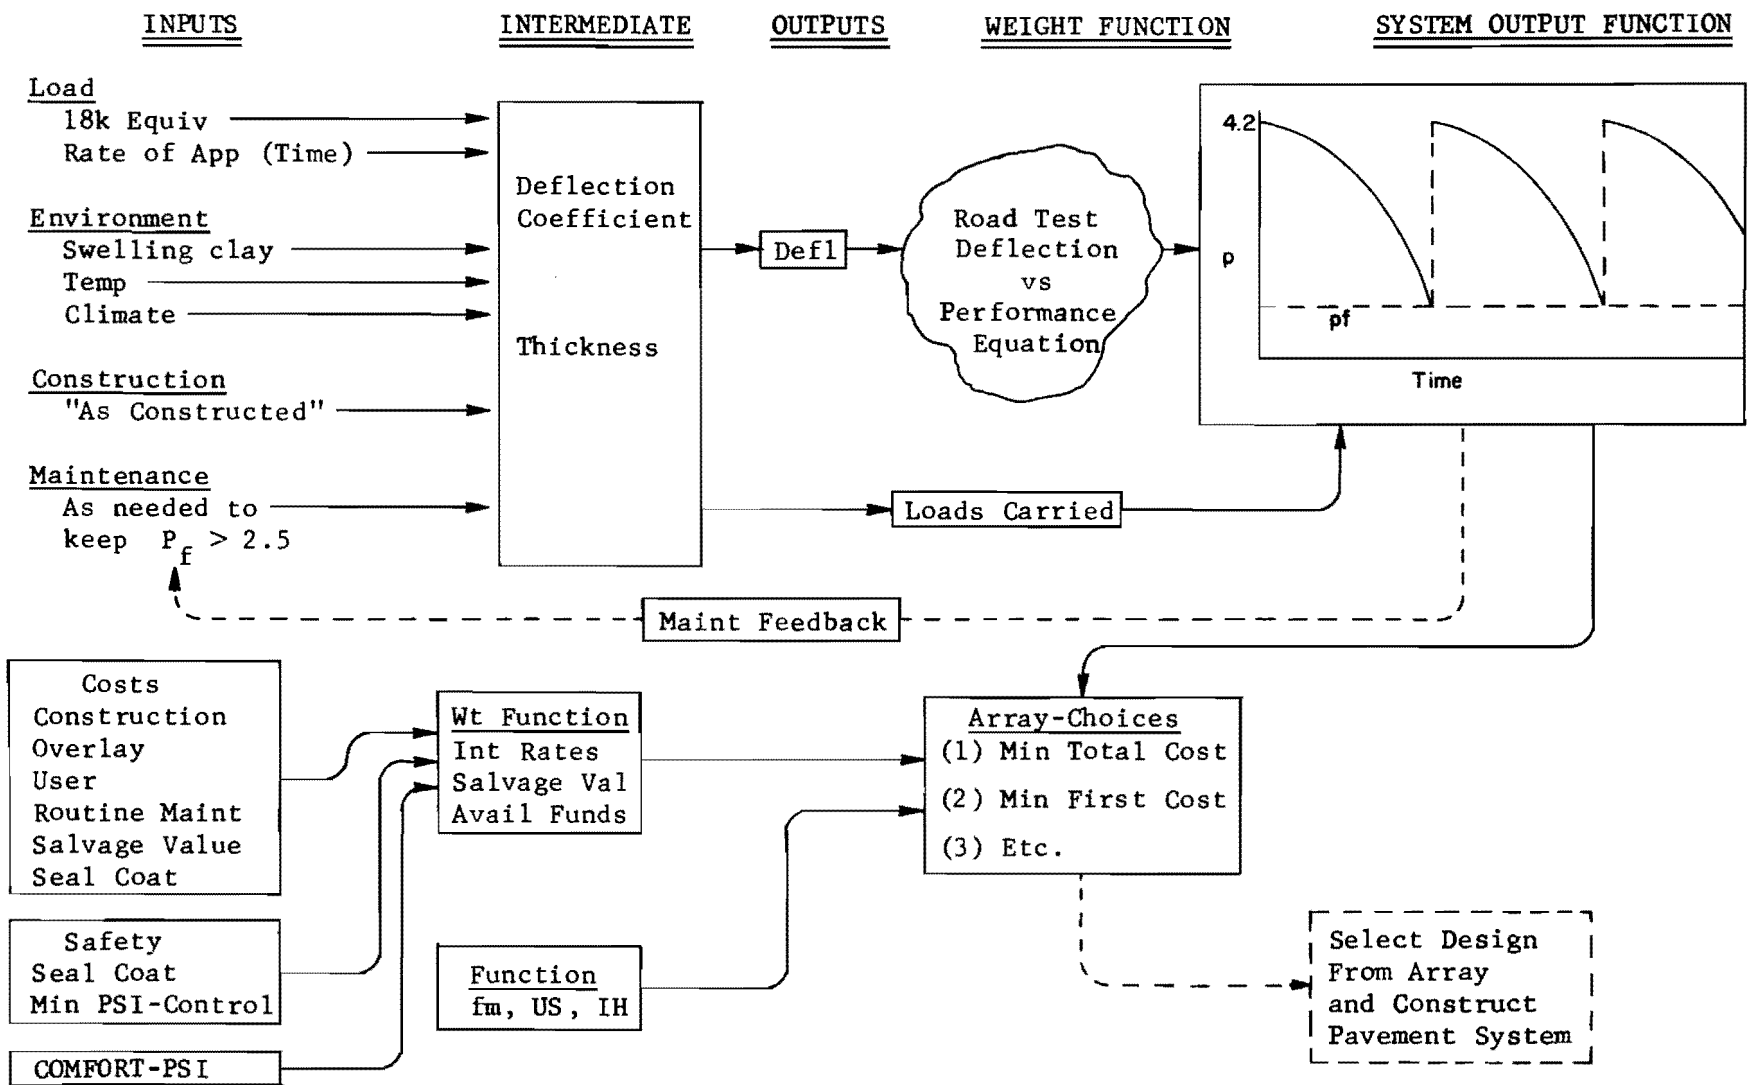 INPUTS
INTERMEDIATE
OUTPUTS
WEIGHT FUNCTION
SYSTEM OUTPUT FUNCTION
Load
18k Equiv
Rate of App (Time)
Environment
Swelling clay
Temp
Climate
Construction
"As Constructed"
Maintenance
As needed to
keep Pf > 2.5
Deflection
Coefficient
Thickness
Defl
Road Test
Deflection
vs
Performance
Equation
4.2
p
pf
Time
Loads Carried
Maint Feedback
Costs
Construction
Overlay
User
Routine Maint
Salvage Value
Seal Coat
Safety
Seal Coat
Min PSI-Control
COMFORT-PSI
Wt Function
Int Rates
Salvage Val
Avail Funds
Function
fm, US, IH
Array-Choices
(1) Min Total Cost
(2) Min First Cost
(3) Etc.
Select Design
From Array
and Construct
Pavement System